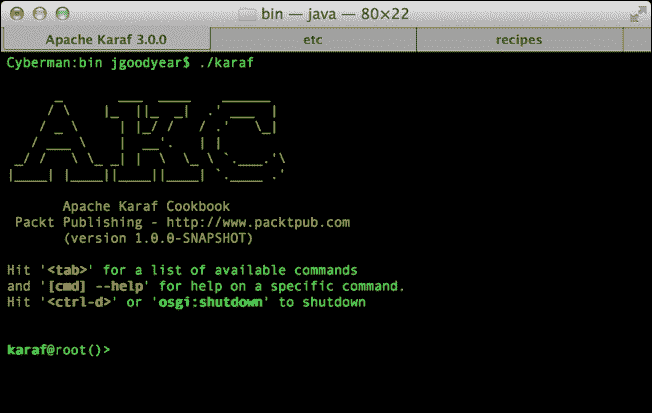 bin — java — 80×22
Apache Karaf 3.0.0 etc recipes
Cyberman:bin jgoodyear$ ./karaf
AKC
Apache Karaf Cookbook
Packt Publishing - http://www.packtpub.com
(version 1.0.0-SNAPSHOT)
Hit '<tab>' for a list of available commands
and '[cmd] --help' for help on a specific command.
Hit '<ctrl-d>' or 'osgi:shutdown' to shutdown
karaf@root()>